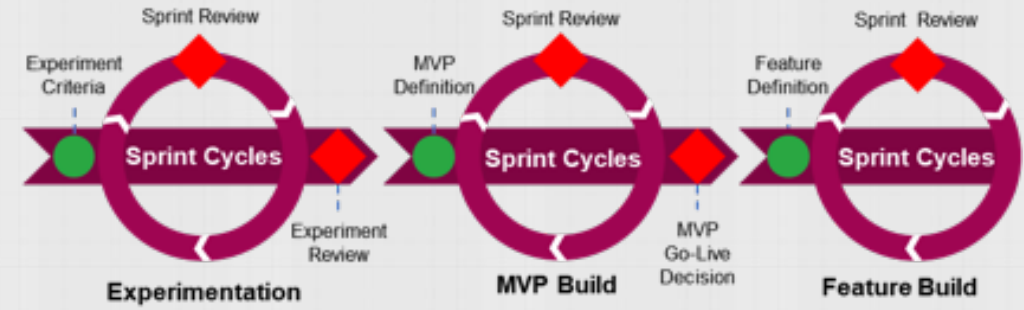 Sprint Review
Experiment
Criteria
Sprint Cycles
Experiment
Review
Experimentation
Sprint Review
MVP
Definition
Sprint Cycles
MVP
Go-Live
Decision
MVP Build
Sprint Review
Feature
Definition
Sprint Cycles
Feature Build